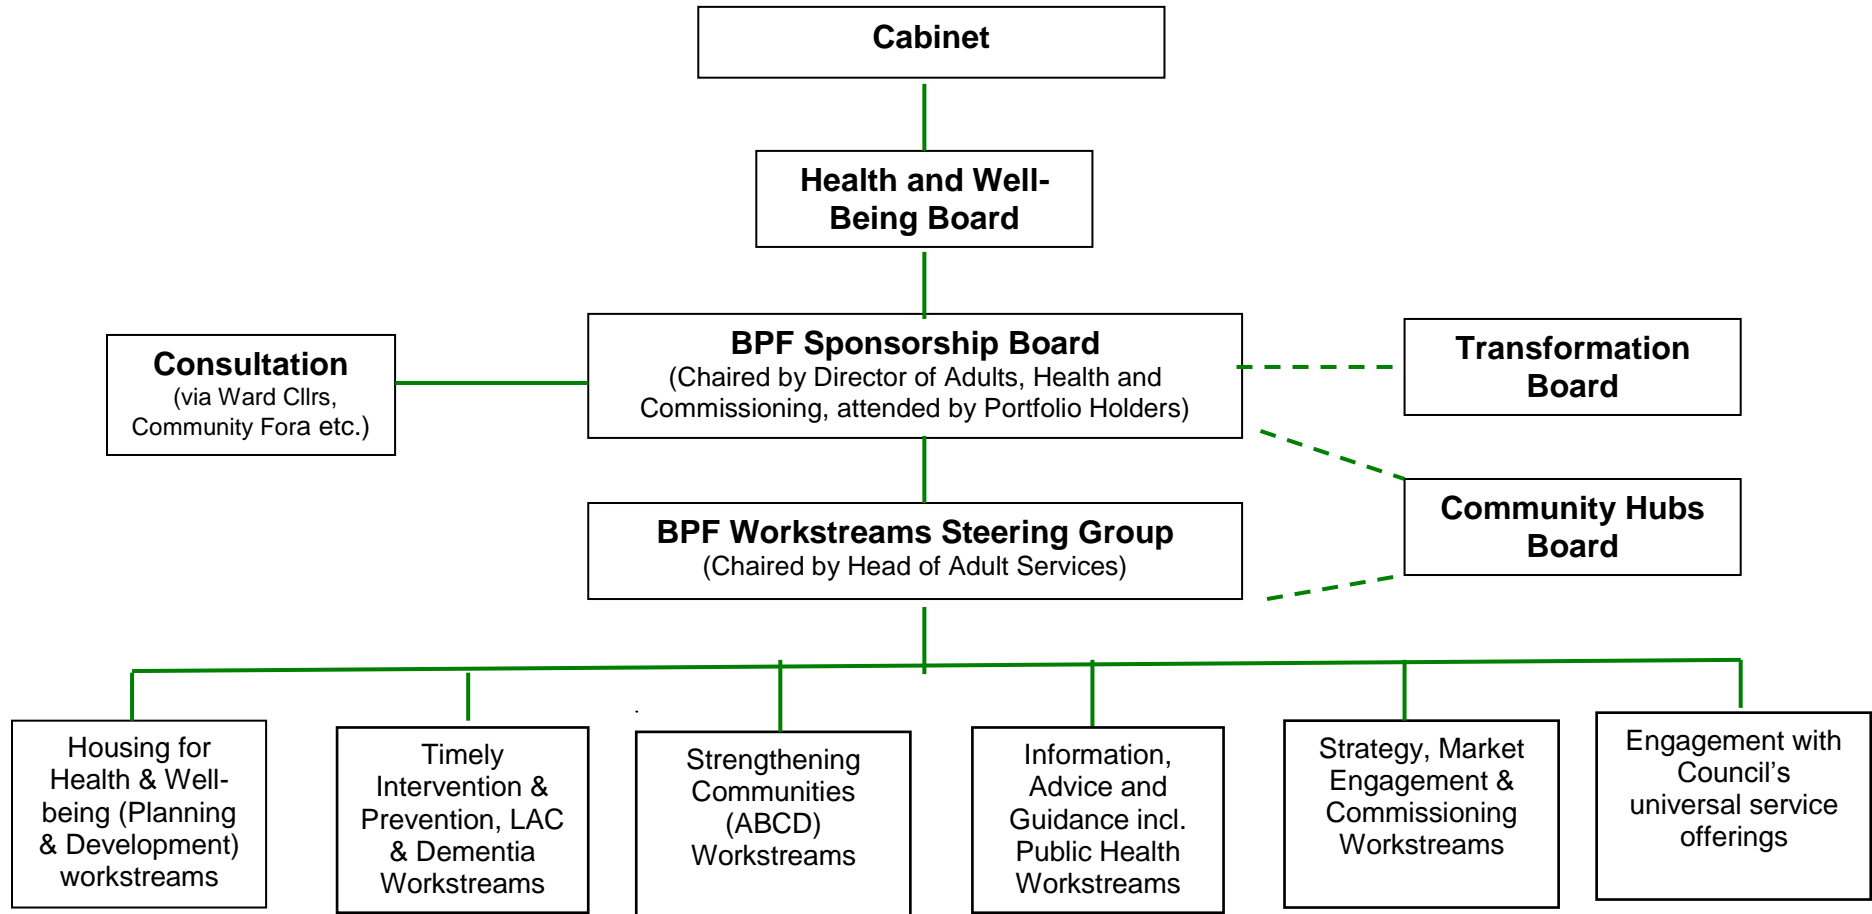 Cabinet
Health and Well-
Being Board
Consultation
(via Ward Cllrs,
Community Fora etc.)
BPF Sponsorship Board
(Chaired by Director of Adults, Health and
Commissioning, attended by Portfolio Holders)
Transformation
Board
BPF Workstreams Steering Group
(Chaired by Head of Adult Services)
Community Hubs
Board
Housing for
Health & Well-
being (Planning
& Development)
workstreams
Timely
Intervention &
Prevention, LAC
& Dementia
Workstreams
.
Strengthening
Communities
(ABCD)
Workstreams
Information,
Advice and
Guidance incl.
Public Health
Workstreams
Strategy, Market
Engagement &
Commissioning
Workstreams
Engagement with
Council’s
universal service
offerings